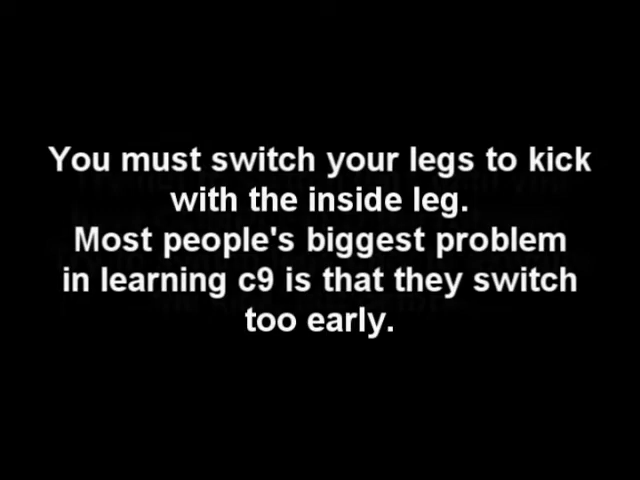 You must switch your legs to kick
with the inside leg.
Most people's biggest problem
in learning c9 is that they switch
too early.